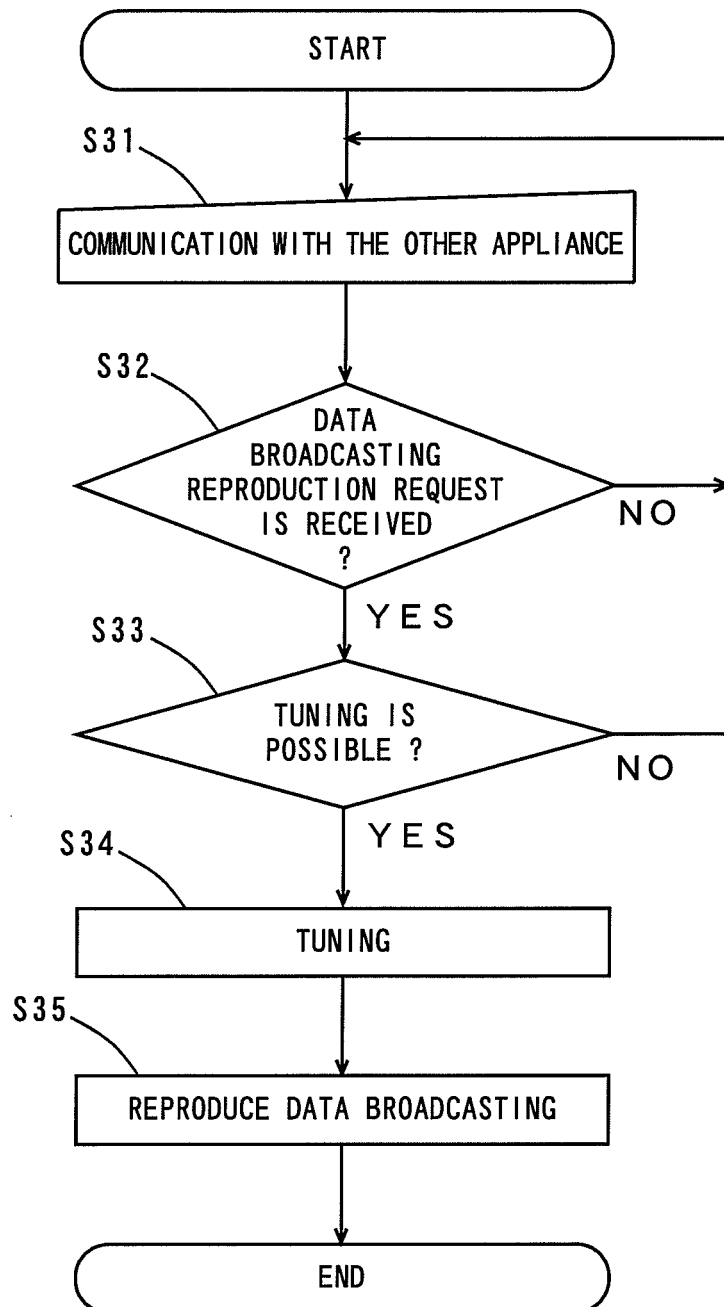 START
S31
COMMUNICATION WITH THE OTHER APPLIANCE
S32
DATA
BROADCASTING
REPRODUCTION REQUEST
IS RECEIVED
?
NO
YES
S33
TUNING IS
POSSIBLE ?
NO
YES
S34
TUNING
S35
REPRODUCE DATA BROADCASTING
END